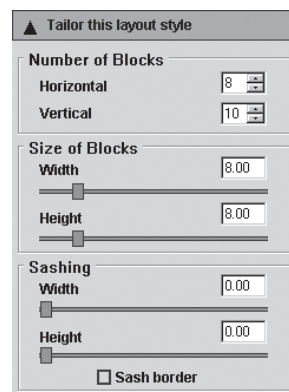 Tailor this layout style
Number of Blocks
Horizontal 8
Vertical 10
Size of Blocks
Width 8.00
Height 8.00
Sashing
Width 0.00
Height 0.00
Sash border